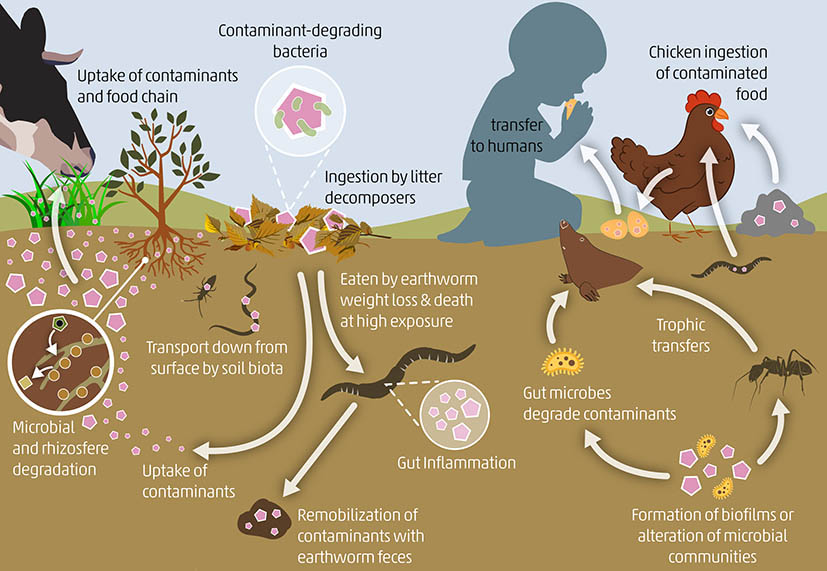 Contaminant-degrading
bacteria
Uptake of contaminants
and food chain
Chicken ingestion
of contaminated
food
transfer
to humans
Ingestion by litter
decomposers
Eaten by earthworm
weight loss & death
at high exposure
Transport down from
surface by soil biota
Trophic
transfers
Gut microbes
degrade contaminants
Microbial
and rhizosfere
degradation
Uptake of
contaminants
Gut Inflammation
Remobilization of
contaminants with
earthworm feces
Formation of biofilms or
alteration of microbial
communities